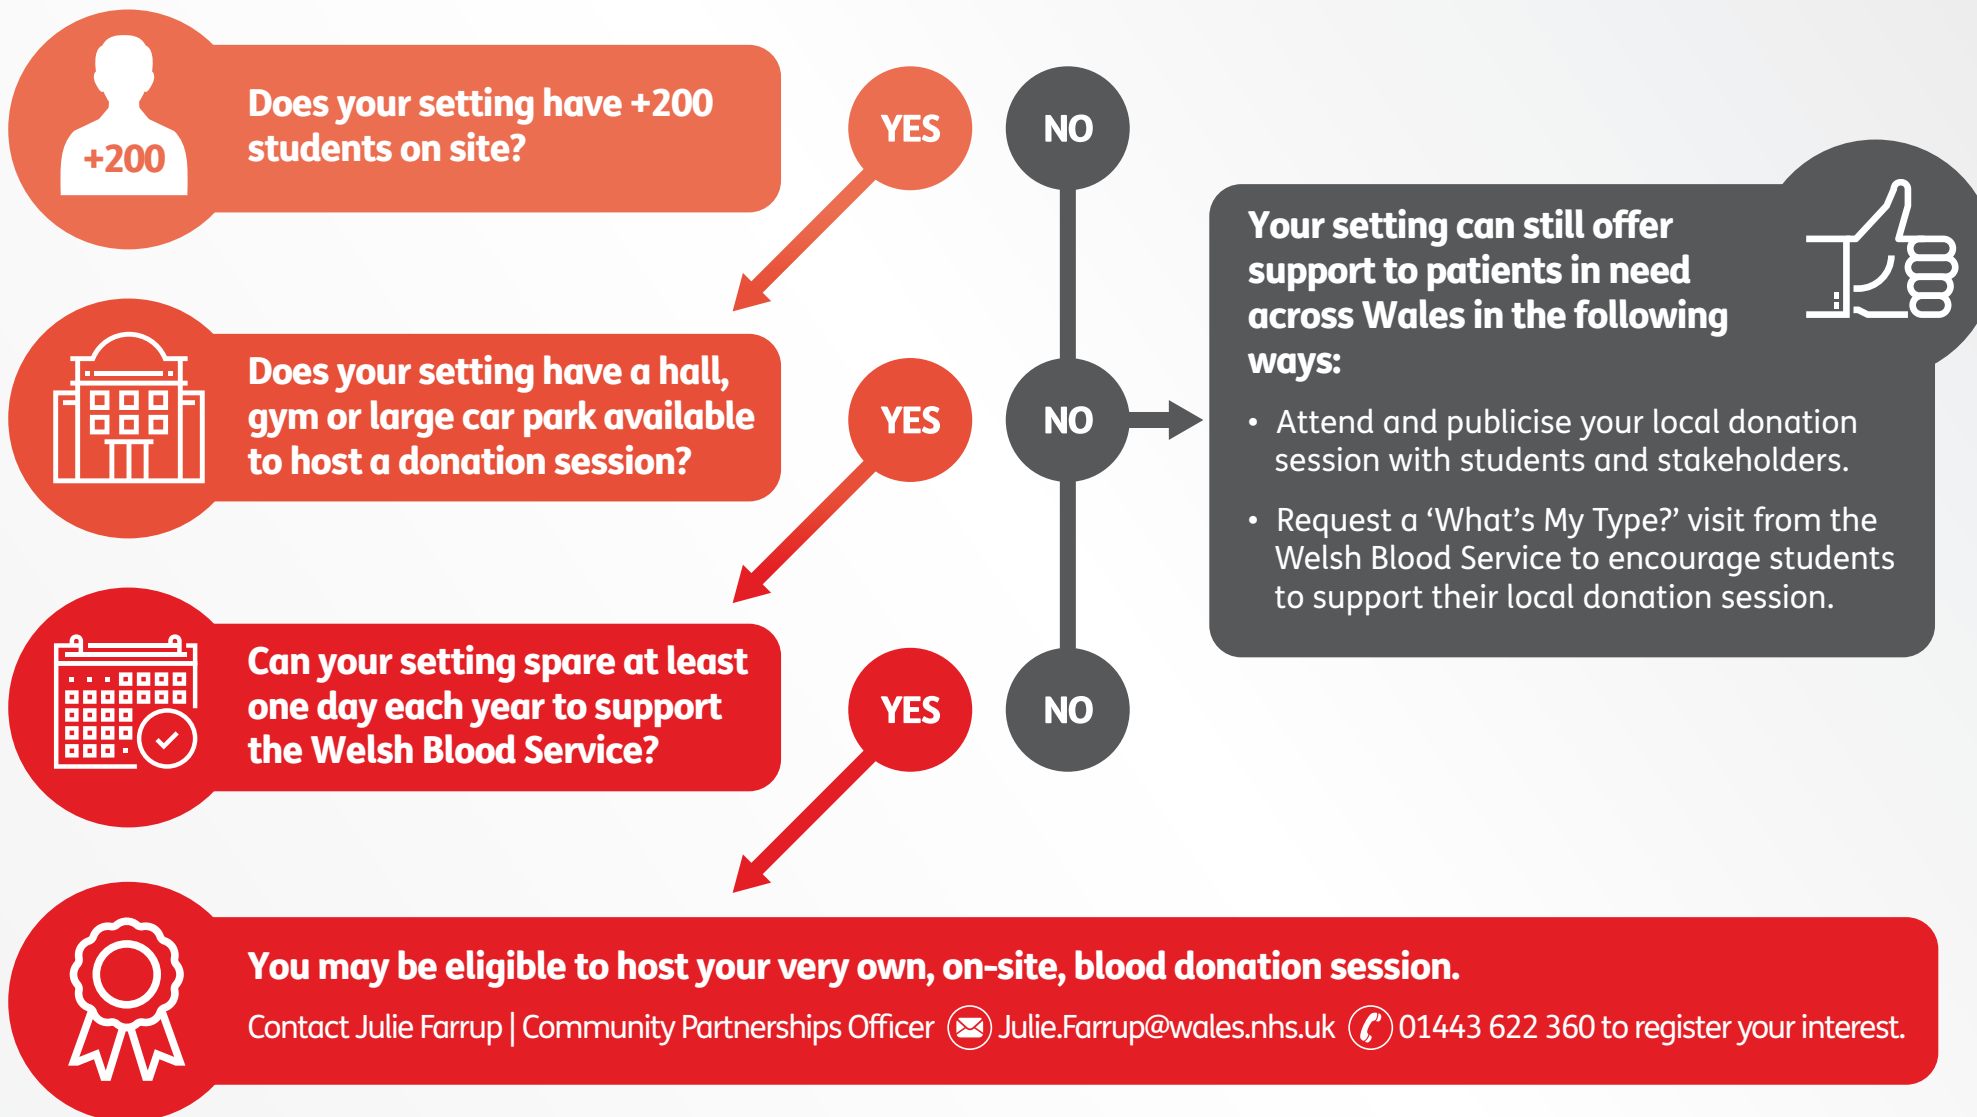 +200
Does your setting have +200
students on site?
YES
NO
Does your setting have a hall,
gym or large car park available
to host a donation session?
YES
NO
Can your setting spare at least
one day each year to support
the Welsh Blood Service?
YES
NO
Your setting can still offer
support to patients in need
across Wales in the following
ways:
• Attend and publicise your local donation
session with students and stakeholders.
• Request a ‘What’s My Type?’ visit from the
Welsh Blood Service to encourage students
to support their local donation session.
You may be eligible to host your very own, on-site, blood donation session.
Contact Julie Farrup | Community Partnerships Officer Julie.Farrup@wales.nhs.uk 01443 622 360 to register your interest.